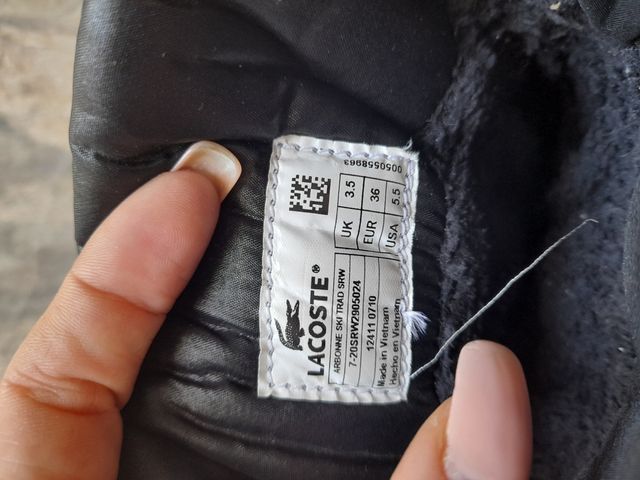 0050558963
UK 3.5
EUR 36
USA 5.5
LACOSTE®
ARBONNE SKI TRAD SRW
7-20SRW2905024
12411 0710
Made in Vietnam
Hecho en Vietnam